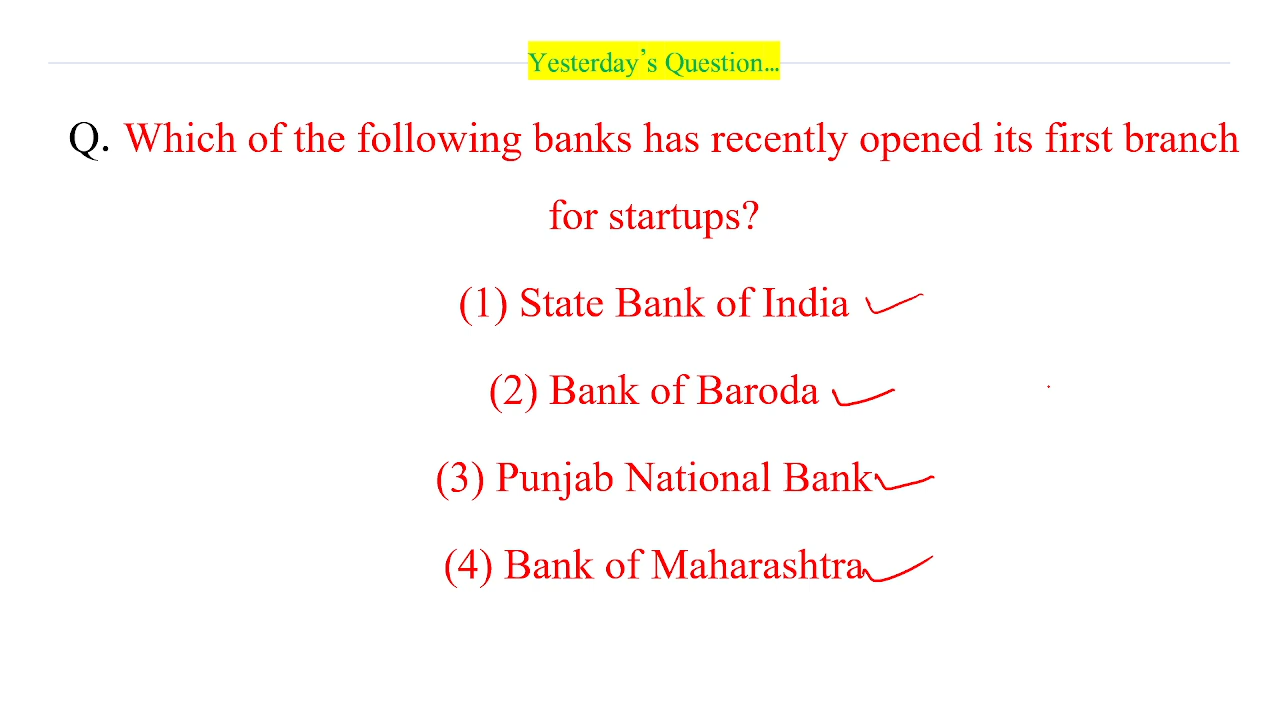 Yesterday's Question...
Q. Which of the following banks has recently opened its first branch
for startups?
(1) State Bank of India
(2) Bank of Baroda
(3) Punjab National Bank
(4) Bank of Maharashtra